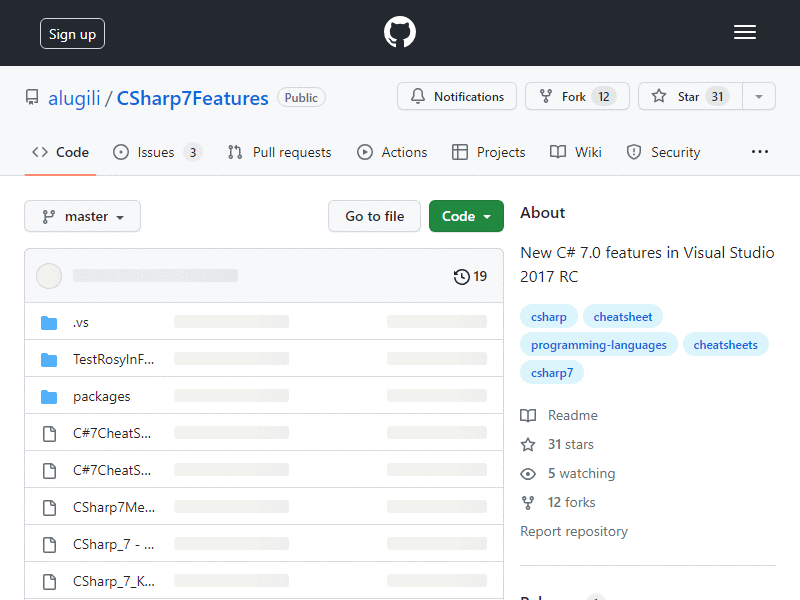 Sign up
alugili / CSharp7Features Public
Notifications Fork 12 Star 31
Code Issues 3 Pull requests Actions Projects Wiki Security
master Go to file Code
19
.vs
TestRosyInF...
packages
C#7CheatS...
C#7CheatS...
CSharp7Me...
CSharp_7 - ...
CSharp_7_K...
About
New C# 7.0 features in Visual Studio
2017 RC
csharp cheatsheet
programming-languages cheatsheets
csharp7
Readme
31 stars
5 watching
12 forks
Report repository